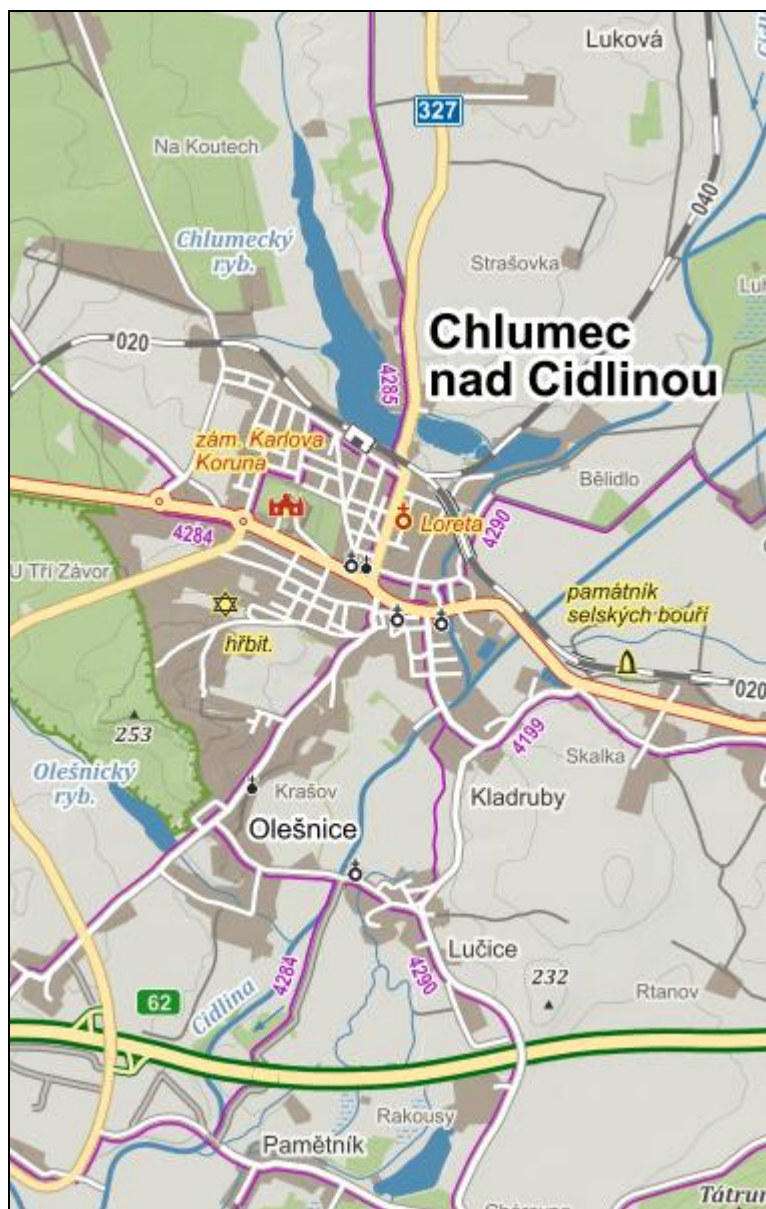 Luková
327
Na Koutech
040
Chlumecký
ryb.
Strašovka
020
Chlumec
nad Cidlinou
4285
zám. Karlova
Koruna
Bělidlo
4284
Loreta
4290
U Tří Závor
památník
selských bouří
hřbit.
020
253
4199
Skalka
Olešnický
ryb.
Krašov
Kladruby
Olešnice
Lučice
4284
4290
232
Rtanov
62
Cidlina
Rakousy
Pamětník